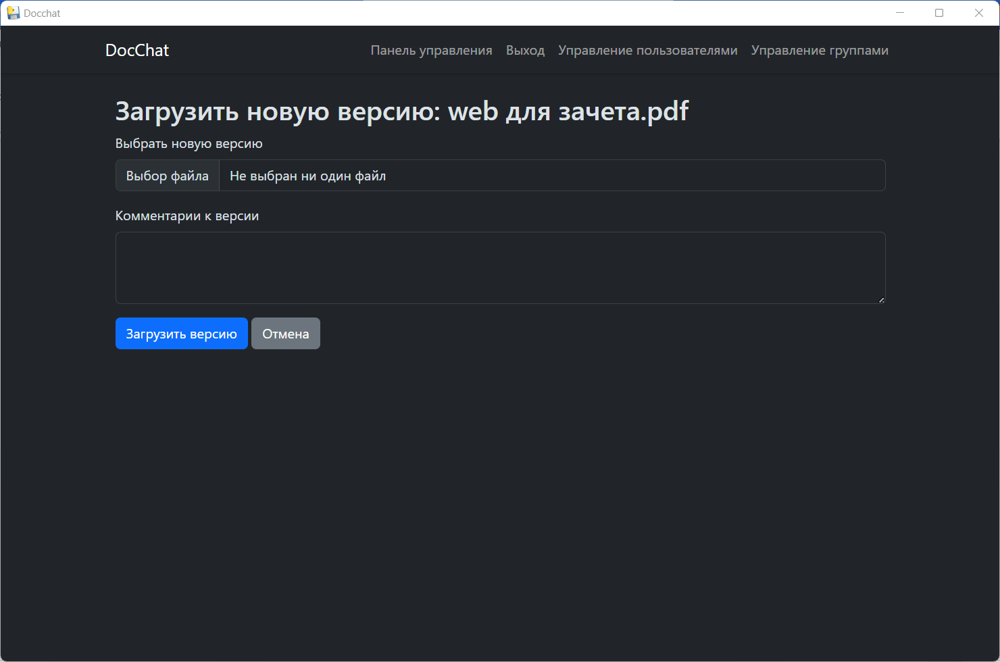 Docchat
DocChat
Панель управления Выход Управление пользователями Управление группами
Загрузить новую версию: web для зачета.pdf
Выбрать новую версию
Выбор файла Не выбран ни один файл
Комментарии к версии
Загрузить версию Отмена